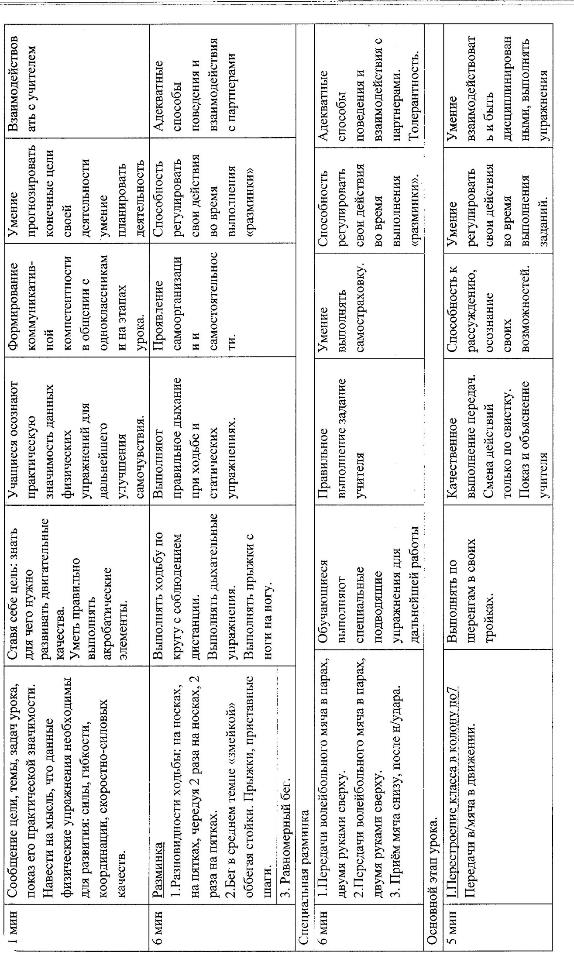 1 мин
Сообщение цели, темы, задач урока,
показ его практической значимости.
Навести на мысль, что данные
физические упражнения необходимы
для развития: силы, гибкости,
координации, скоростно-силовых
качеств.
Ставя себе цель: знать
для чего нужно
развивать двигательные
качества.
Уметь правильно
выполнять
акробатические
элементы.
Учащиеся осознают
практическую
значимость данных
физических
упражнений для
дальнейшего
улучшения
самочувствия.
Формирование
коммуникатив-
ной
компетентности
в общении с
одноклассникам
и на этапах
урока.
Умение
прогнозировать
конечные цели
своей
деятельности
умение
планировать
деятельность
Взаимодействов
ать с учителем
6 мин
Разминка
1.Разновидности ходьбы: на носках,
на пятках, чередуя 2 раза на носках, 2
раза на пятках.
2.Бег в среднем темпе «змейкой»
оббегая стойки. Прыжки, приставные
шаги.
3. Равномерный бег.
Выполнять ходьбу по
кругу с соблюдением
дистанции.
Выполнять дыхательные
упражнения.
Выполнять прыжки с
ноги на ногу.
Выполняют
правильное дыхание
при ходьбе и
статических
упражнениях.
Проявление
самоорганизаци
и и
самостоятельнос
ти.
Способность
регулировать
свои действия
во время
выполнения
«разминки»
Адекватные
способы
поведения и
взаимодействия
с партнерами
Специальная разминка
6 мин
1.Передачи волейбольного мяча в парах,
двумя руками сверху.
2.Передачи волейбольного мяча в парах,
двумя руками сверху.
3. Приём мяча снизу, после н/удара.
Обучающиеся
выполняют
специальные
подводящие
упражнения для
дальнейшей работы
Правильное
выполнение задание
учителя
Умение
выполнять
самостраховку.
Способность
регулировать
свои действия
во время
выполнения
«разминки».
Адекватные
способы
поведения и
взаимодействия с
партнерами.
Толерантность.
Основной этап урока.
5 мин
1.Перестроение класса в колону по7
Передачи в/мяча в движении.
Выполнять по
шеренгам в своих
тройках.
Качественное
выполнение передач.
Смена действий
только по свистку.
Показ и объяснение
учителя
Способность к
рассуждению,
осознание
своих
возможностей.
Умение
регулировать
свои действия
во время
выполнения
заданий.
Умение
взаимодействоват
ь и быть
дисциплинирован
ными, выполнять
упражнения